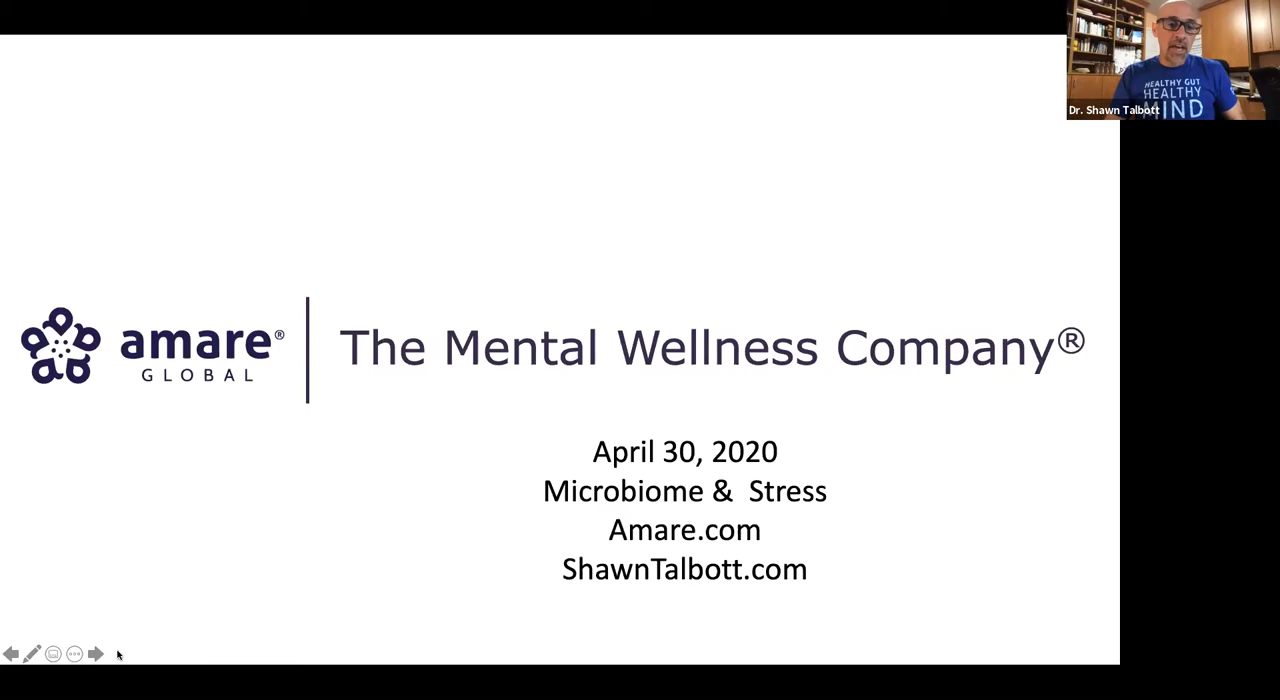 HEALTHY GUT
HEALTHY
MIND
Dr. Shawn Talbott
amare®
GLOBAL
The Mental Wellness Company®
April 30, 2020
Microbiome & Stress
Amare.com
ShawnTalbott.com